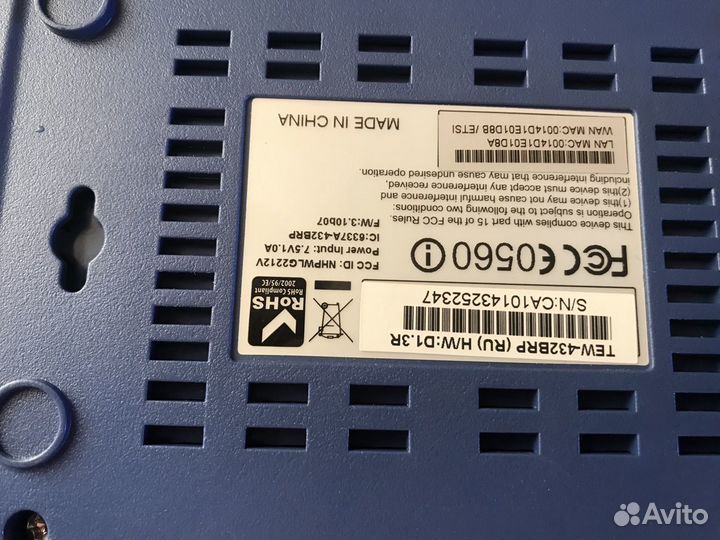 TEW-432BRP (RU) H/W:D1.3R
S/N:CA10143252347
RoHS
RoHS Compliant
2002/95/EC
FCC ID: NHPWLG2212V
Power Input: 7.5V1.0A
IC:6337A-432BRP
F/W:3.10b07
FC CE0560
This device complies with part 15 of the FCC Rules.
Operation is subject to the following two conditions:
(1)this device may not cause harmful interference and
(2)this device must accept any interference received,
including interference that may cause undesired operation.
LAN MAC:0014D1E01D8A
WAN MAC:0014D1E01D8B /ETSI
MADE IN CHINA
Avito